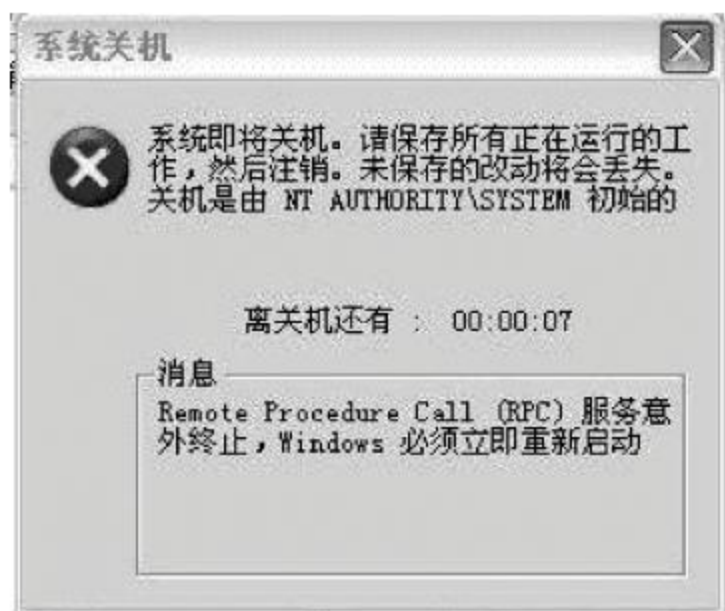 系统关机
系统即将关机。请保存所有正在运行的工
作，然后注销。未保存的改动将会丢失。
关机是由 NT AUTHORITY\SYSTEM 初始的
离关机还有 : 00:00:07
消息
Remote Procedure Call (RPC) 服务意
外终止，Windows 必须立即重新启动